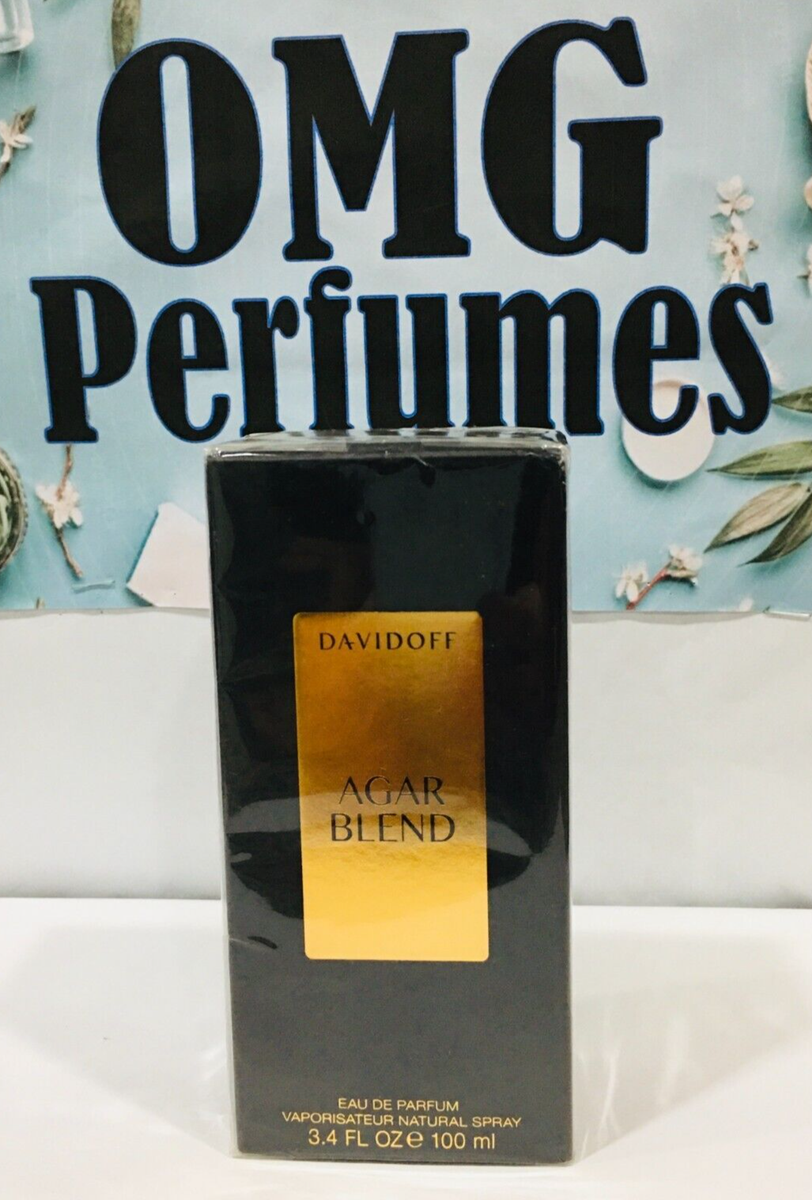 OMG
Perfumes
DAVIDOFF
AGAR
BLEND
EAU DE PARFUM
VAPORISATEUR NATURAL SPRAY
3.4 FL OZ e 100 ml